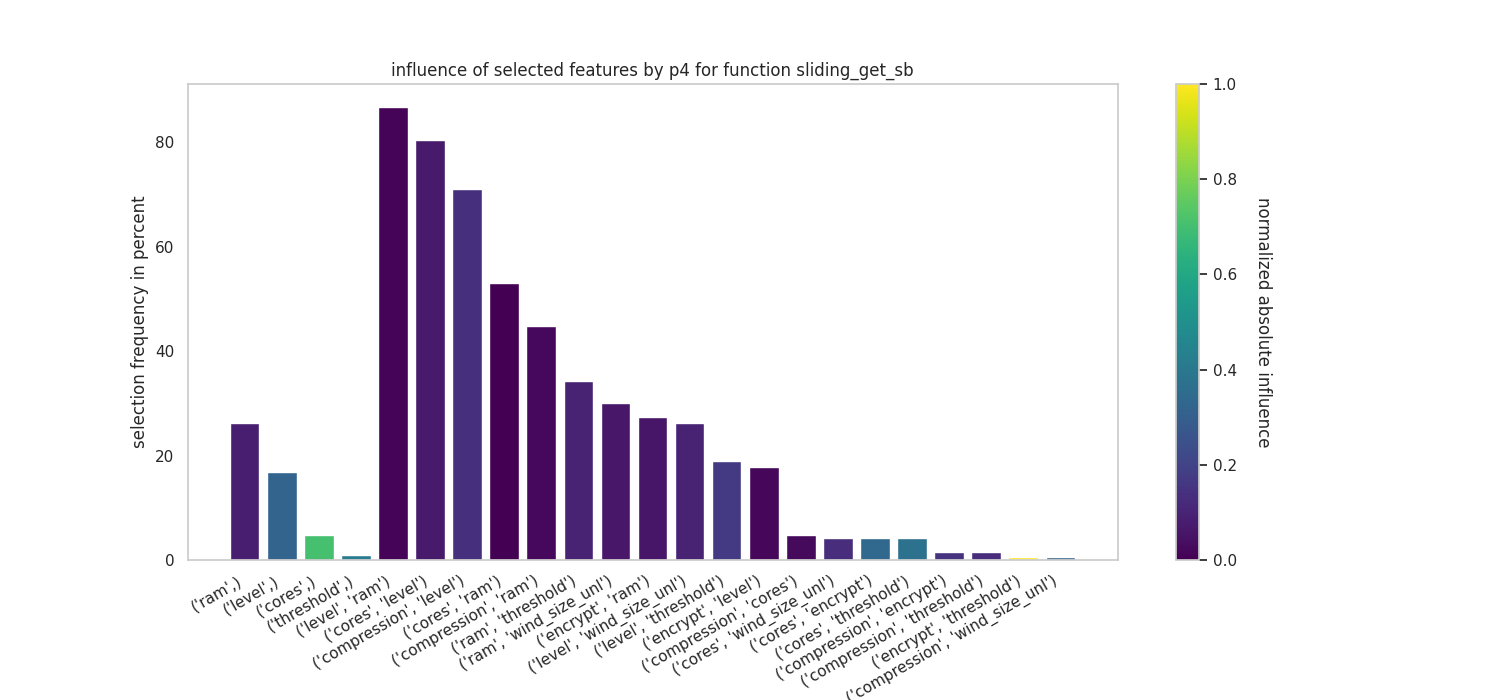 influence of selected features by p4 for function sliding_get_sb
selection frequency in percent
80
60
40
20
0
('ram',)
('level',)
('cores',)
('threshold',)
('level', 'ram')
('cores', 'level')
('compression', 'level')
('cores', 'ram')
('compression', 'ram')
('ram', 'threshold')
('ram', 'wind_size_unl')
('encrypt', 'ram')
('level', 'wind_size_unl')
('level', 'threshold')
('encrypt', 'level')
('compression', 'cores')
('cores', 'wind_size_unl')
('cores', 'encrypt')
('cores', 'threshold')
('compression', 'encrypt')
('compression', 'threshold')
('encrypt', 'threshold')
('compression', 'wind_size_unl')
1.0
0.8
0.6
0.4
0.2
0.0
normalized absolute influence